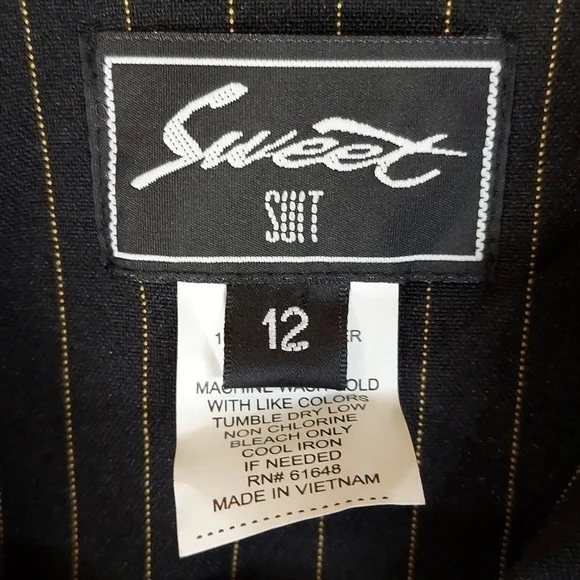 Sweet
SUIT
12
MACHINE WASH COLD
WITH LIKE COLORS
TUMBLE DRY LOW
NON CHLORINE
BLEACH ONLY
COOL IRON
IF NEEDED
RN# 61648
MADE IN VIETNAM